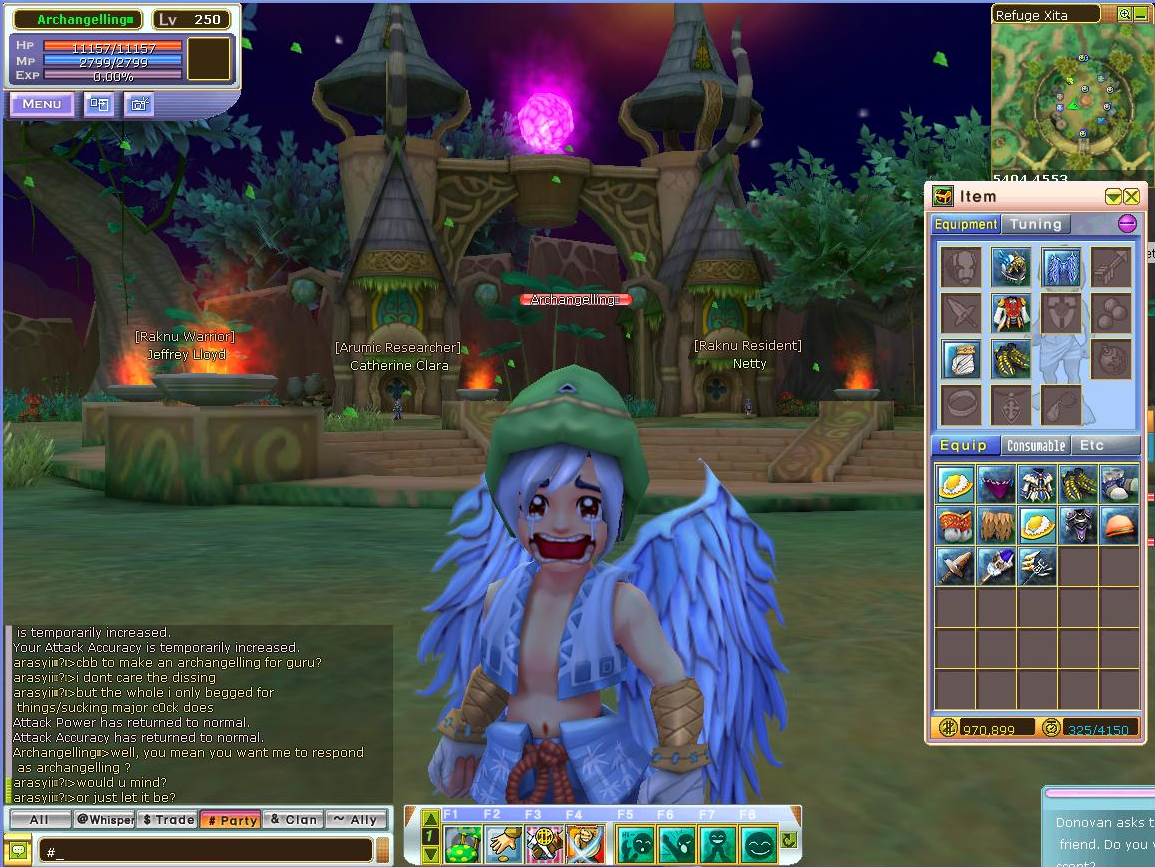 Archangelling
Lv 250
Hp 11157/11157
Mp 2799/2799
Exp 0.00%
MENU
Refuge Xita
5404,4553
Item
Equipment Tuning
Archangelling
[Raknu Warrior]
Jeffrey Lloyd
[Arumic Researcher]
Catherine Clara
[Raknu Resident]
Netty
Equip Consumable Etc
970,899 325/4150
is temporarily increased.
Your Attack Accuracy is temporarily increased.
arasyii■?i>cbb to make an archangelling for guru?
arasyii■?i>i dont care the dissing
arasyii■?i>but the whole i only begged for
things/sucking major c0ck does
Attack Power has returned to normal.
Attack Accuracy has returned to normal.
Archangelling■>well, you mean you want me to respond
as archangelling ?
arasyii■?i>would u mind?
arasyii■?i>or just let it be?
All @Whisper $ Trade # Party & Clan ~ Ally
#_
1
F1 F2 F3 F4 F5 F6 F7 F8
Donovan asks t
friend. Do you